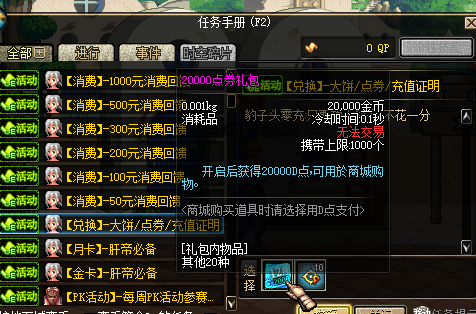 任务手册 (F2)
全部 进行 事件 时空碎片
0 QP
活动 【消费】-1000元消费回馈
活动 【消费】-500元消费回馈
活动 【消费】-300元消费回馈
活动 【消费】-200元消费回馈
活动 【消费】-100元消费回馈
活动 【消费】-50元消费回馈
活动 【兑换】-大饼/点券/充值证明
活动 【月卡】-肝帝必备
活动 【金卡】-肝帝必备
活动 【PK活动】-每周PK积分参赛...
20000点券礼包
0.001kg
消耗品
20,000金币
冷却时间0.1秒
无法交易
携带上限1000个
开启后获得20000D点,可用於商城购
物。
<商城购买道具时请选择用D点支付>
[礼包内物品]
其他20种
活动 【兑换】-大饼/点券/充值证明
豹子头零充
不花一分
选择
10